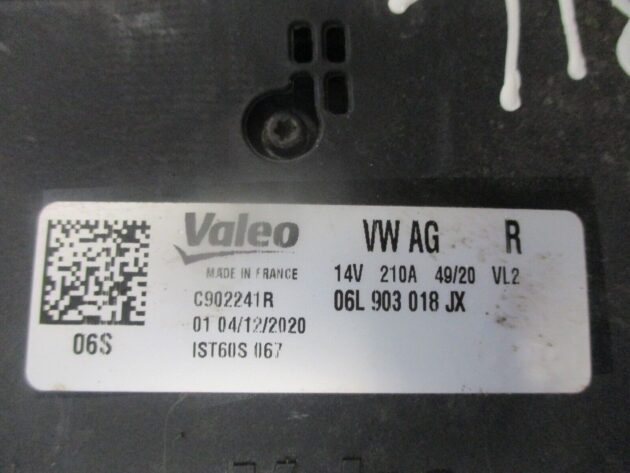 Valeo
MADE IN FRANCE
C902241R
01 04/12/2020
IST60S 067
06S
VW AG R
14V 210A 49/20 VL2
06L 903 018 JX